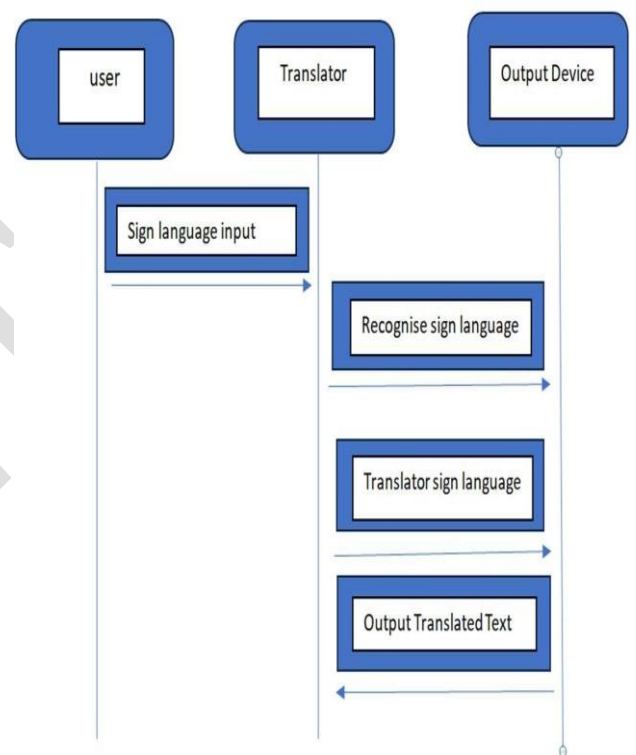 user
Translator
Output Device
Sign language input
Recognise sign language
Translator sign language
Output Translated Text